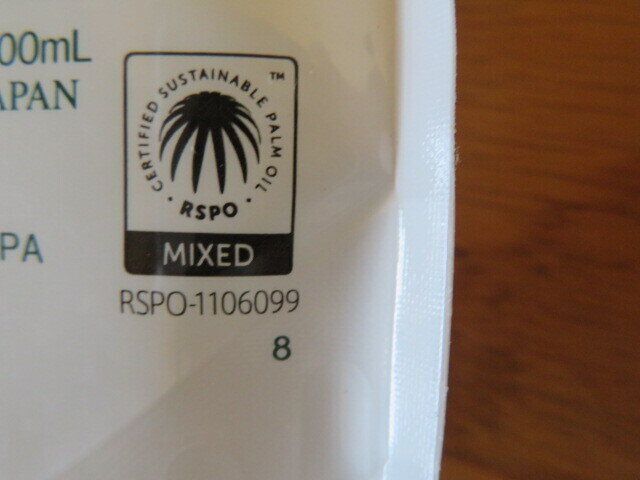 00mL
APAN
CERTIFIED SUSTAINABLE PALM OIL
™
· RSPO ·
MIXED
PA
RSPO-1106099
8